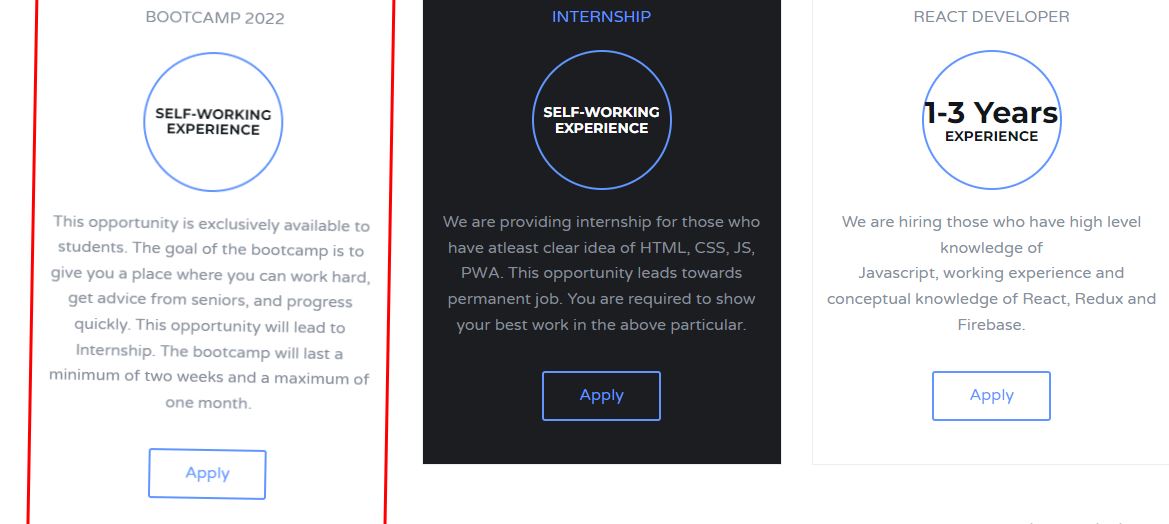 BOOTCAMP 2022
SELF-WORKING
EXPERIENCE
This opportunity is exclusively available to
students. The goal of the bootcamp is to
give you a place where you can work hard,
get advice from seniors, and progress
quickly. This opportunity will lead to
Internship. The bootcamp will last a
minimum of two weeks and a maximum of
one month.
Apply
INTERNSHIP
SELF-WORKING
EXPERIENCE
We are providing internship for those who
have atleast clear idea of HTML, CSS, JS,
PWA. This opportunity leads towards
permanent job. You are required to show
your best work in the above particular.
Apply
REACT DEVELOPER
1-3 Years
EXPERIENCE
We are hiring those who have high level
knowledge of
Javascript, working experience and
conceptual knowledge of React, Redux and
Firebase.
Apply